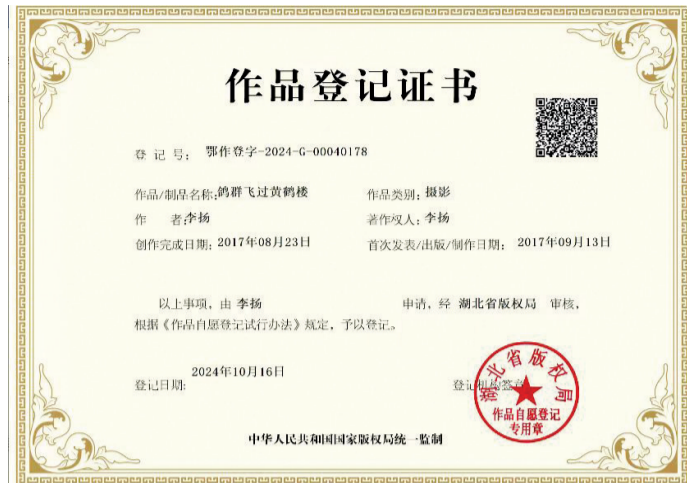 作品登记证书
登 记 号： 鄂作登字-2024-G-00040178
作品/制品名称：鸽群飞过黄鹤楼 作品类别：摄影
作 者：李扬 著作权人：李扬
创作完成日期：2017年08月23日 首次发表/出版/制作日期： 2017年09月13日
以上事项，由 李扬 申请，经 湖北省版权局 审核，
根据《作品自愿登记试行办法》规定，予以登记。
登记日期： 2024年10月16日 登记机构签章
湖北省版权局
作品自愿登记
专用章
中华人民共和国国家版权局统一监制